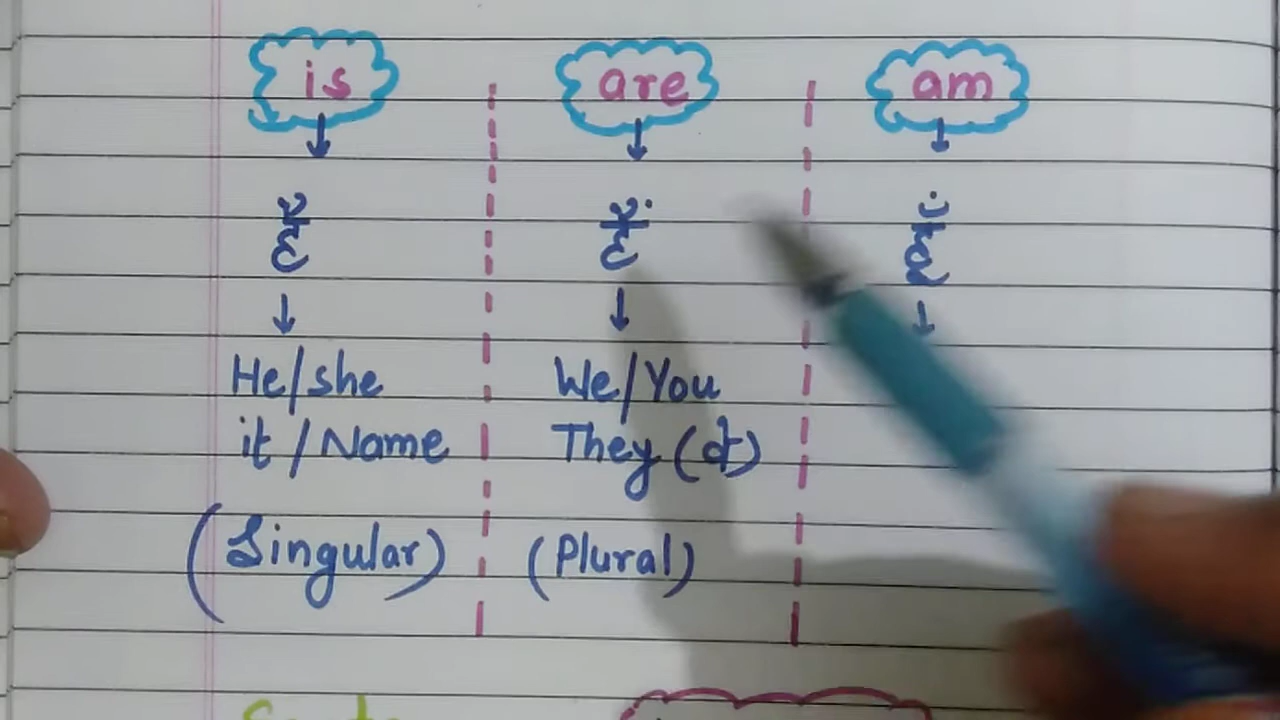 is are am
है हैं हूँ
He/she We/You
it/Name They (वे)
(Singular) (Plural)